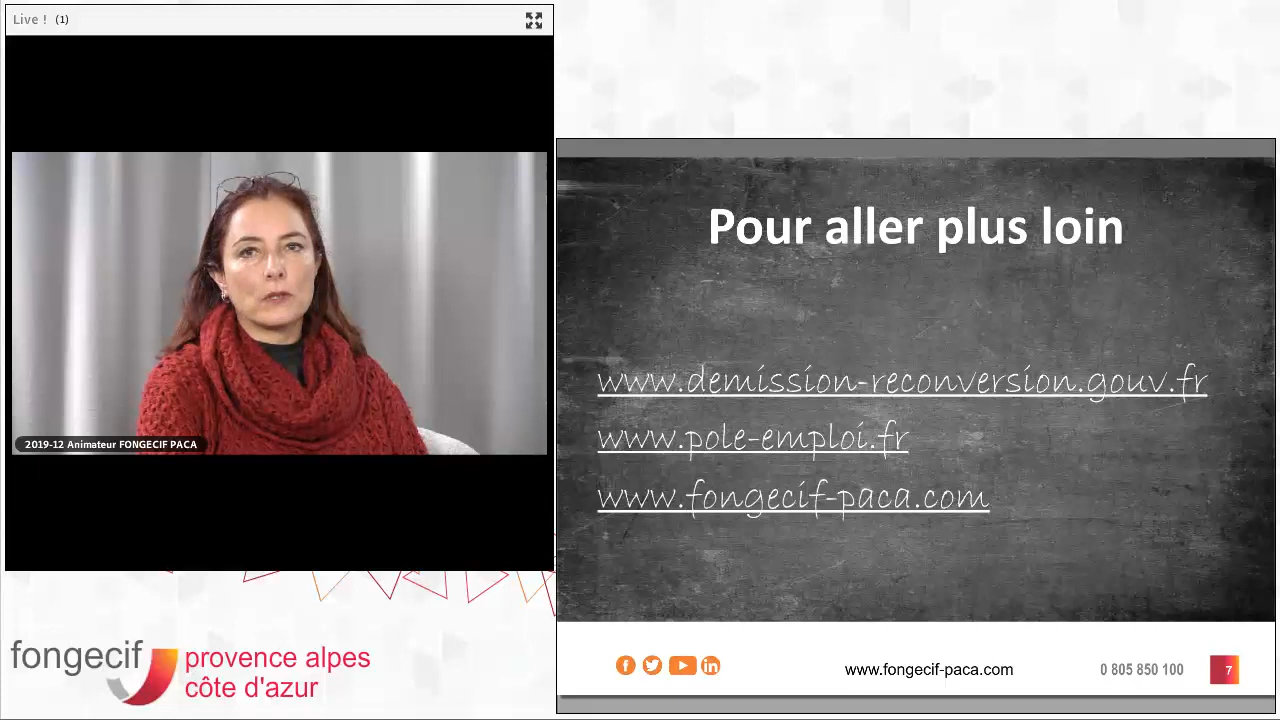 Live ! (1)
2019-12 Animateur FONGECIF PACA
fongecif
provence alpes
côte d'azur
Pour aller plus loin
www.demission-reconversion.gouv.fr
www.pole-emploi.fr
www.fongecif-paca.com
www.fongecif-paca.com
0 805 850 100
7